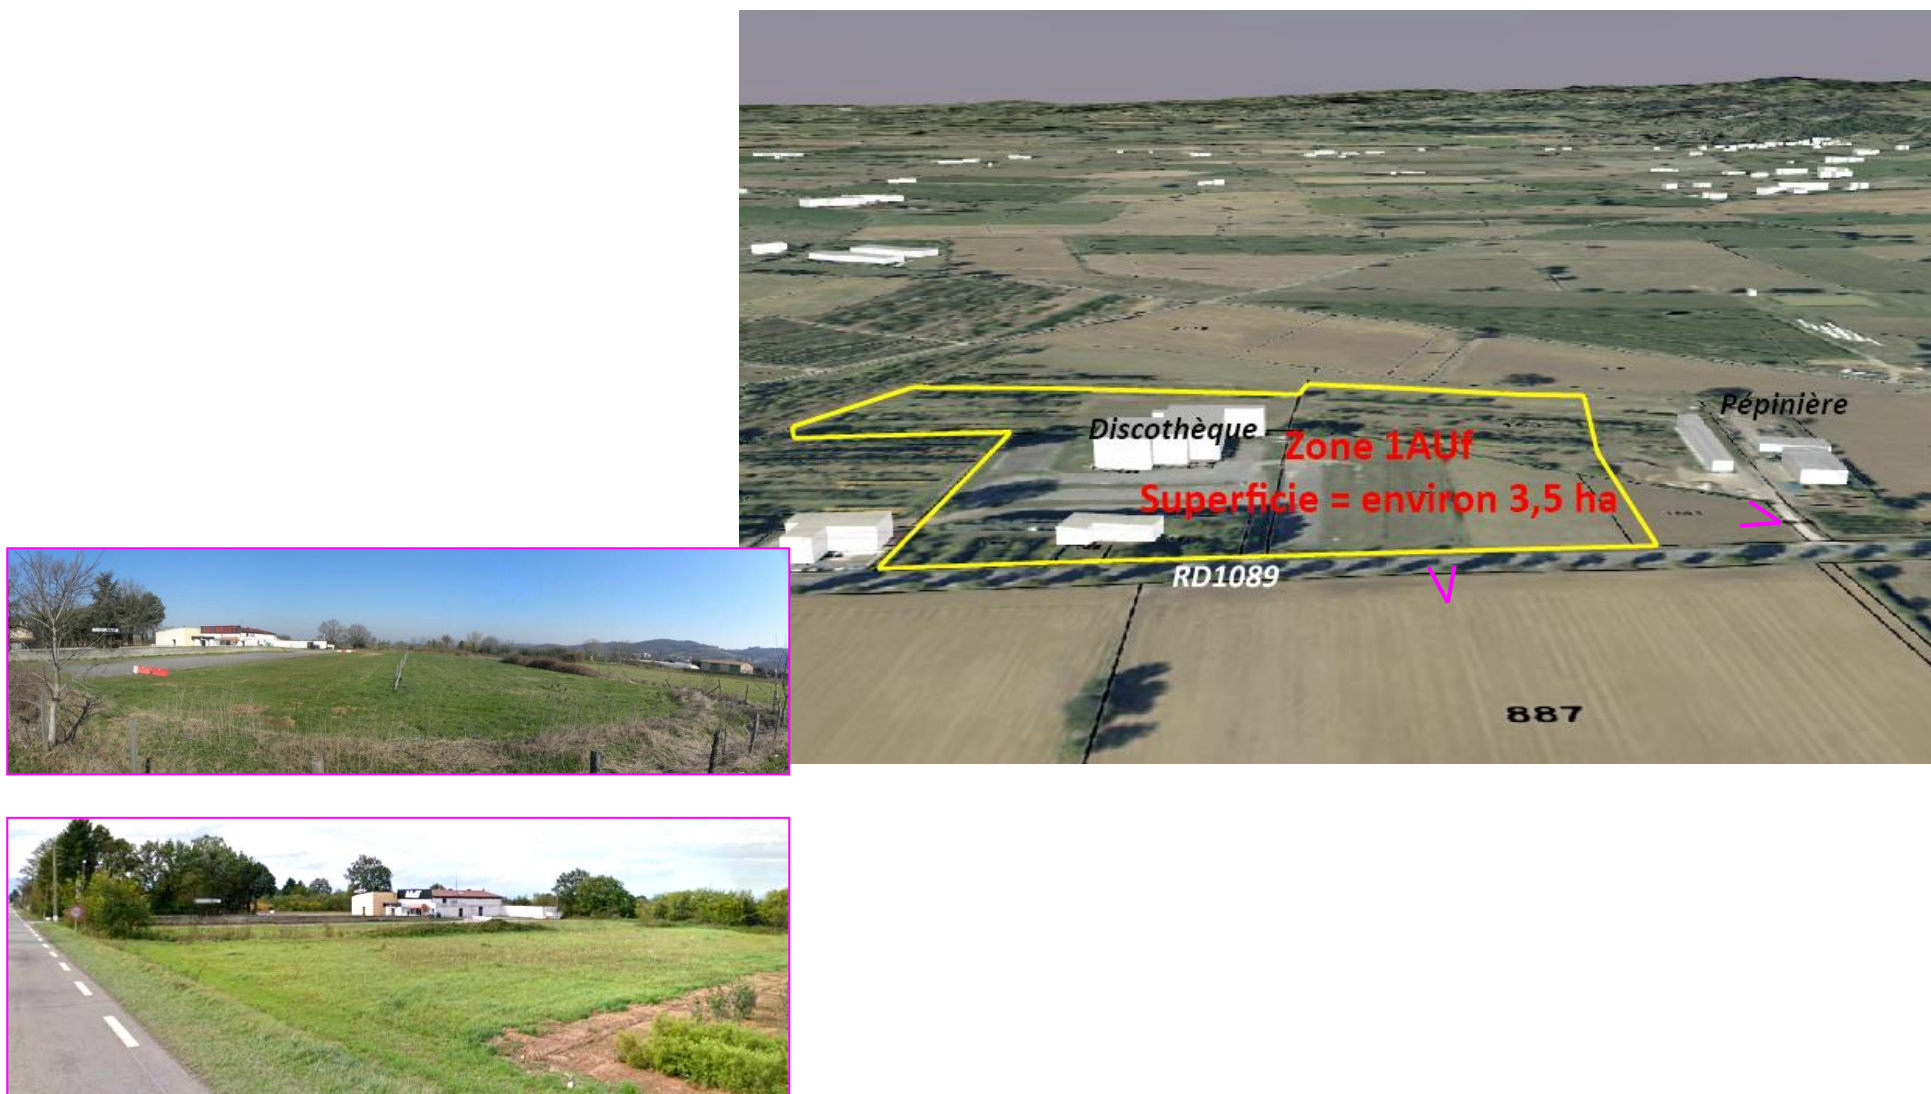 Pépinière
Discothèque
Zone 1AUf
Superficie = environ 3,5 ha
RD1089
887